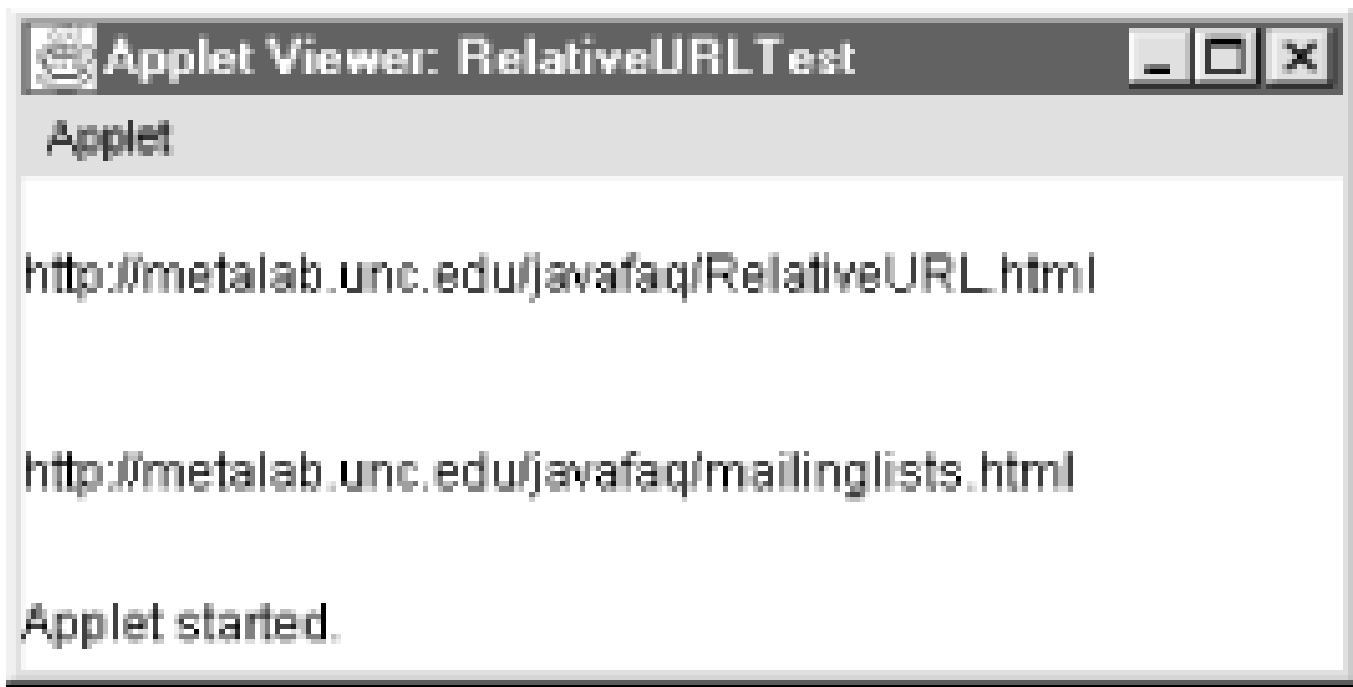 Applet Viewer: RelativeURLTest
Applet
http://metalab.unc.edu/javafaq/RelativeURL.html
http://metalab.unc.edu/javafaq/mailinglists.html
Applet started.